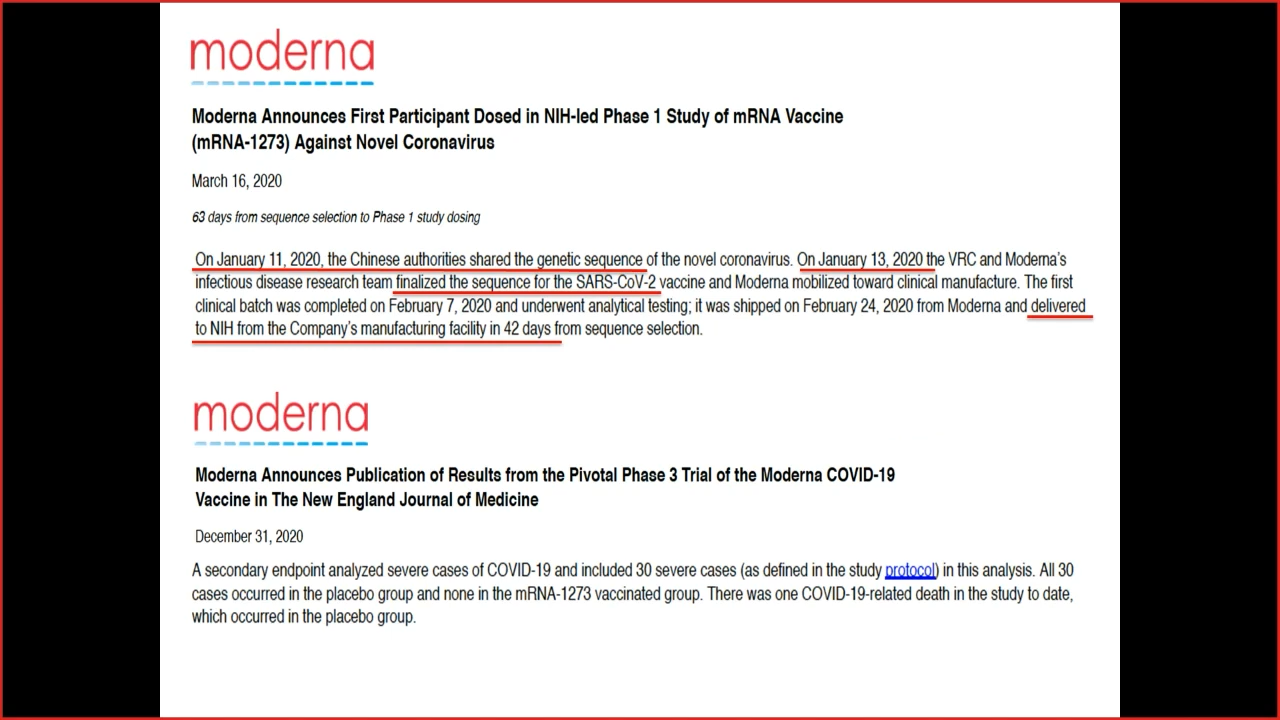 moderna
Moderna Announces First Participant Dosed in NIH-led Phase 1 Study of mRNA Vaccine
(mRNA-1273) Against Novel Coronavirus
March 16, 2020
63 days from sequence selection to Phase 1 study dosing
On January 11, 2020, the Chinese authorities shared the genetic sequence of the novel coronavirus. On January 13, 2020 the VRC and Moderna's
infectious disease research team finalized the sequence for the SARS-CoV-2 vaccine and Moderna mobilized toward clinical manufacture. The first
clinical batch was completed on February 7, 2020 and underwent analytical testing; it was shipped on February 24, 2020 from Moderna and delivered
to NIH from the Company's manufacturing facility in 42 days from sequence selection.
moderna
Moderna Announces Publication of Results from the Pivotal Phase 3 Trial of the Moderna COVID-19
Vaccine in The New England Journal of Medicine
December 31, 2020
A secondary endpoint analyzed severe cases of COVID-19 and included 30 severe cases (as defined in the study protocol) in this analysis. All 30
cases occurred in the placebo group and none in the mRNA-1273 vaccinated group. There was one COVID-19-related death in the study to date,
which occurred in the placebo group.